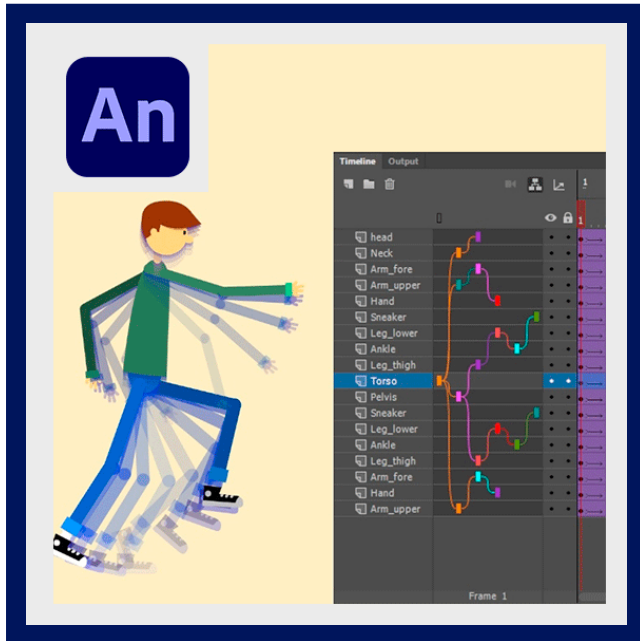 An
Timeline Output
1
1
head
Neck
Arm_fore
Arm_upper
Hand
Sneaker
Leg_lower
Ankle
Leg_thigh
Torso
Pelvis
Sneaker
Leg_lower
Ankle
Leg_thigh
Arm_fore
Hand
Arm_upper
Frame 1